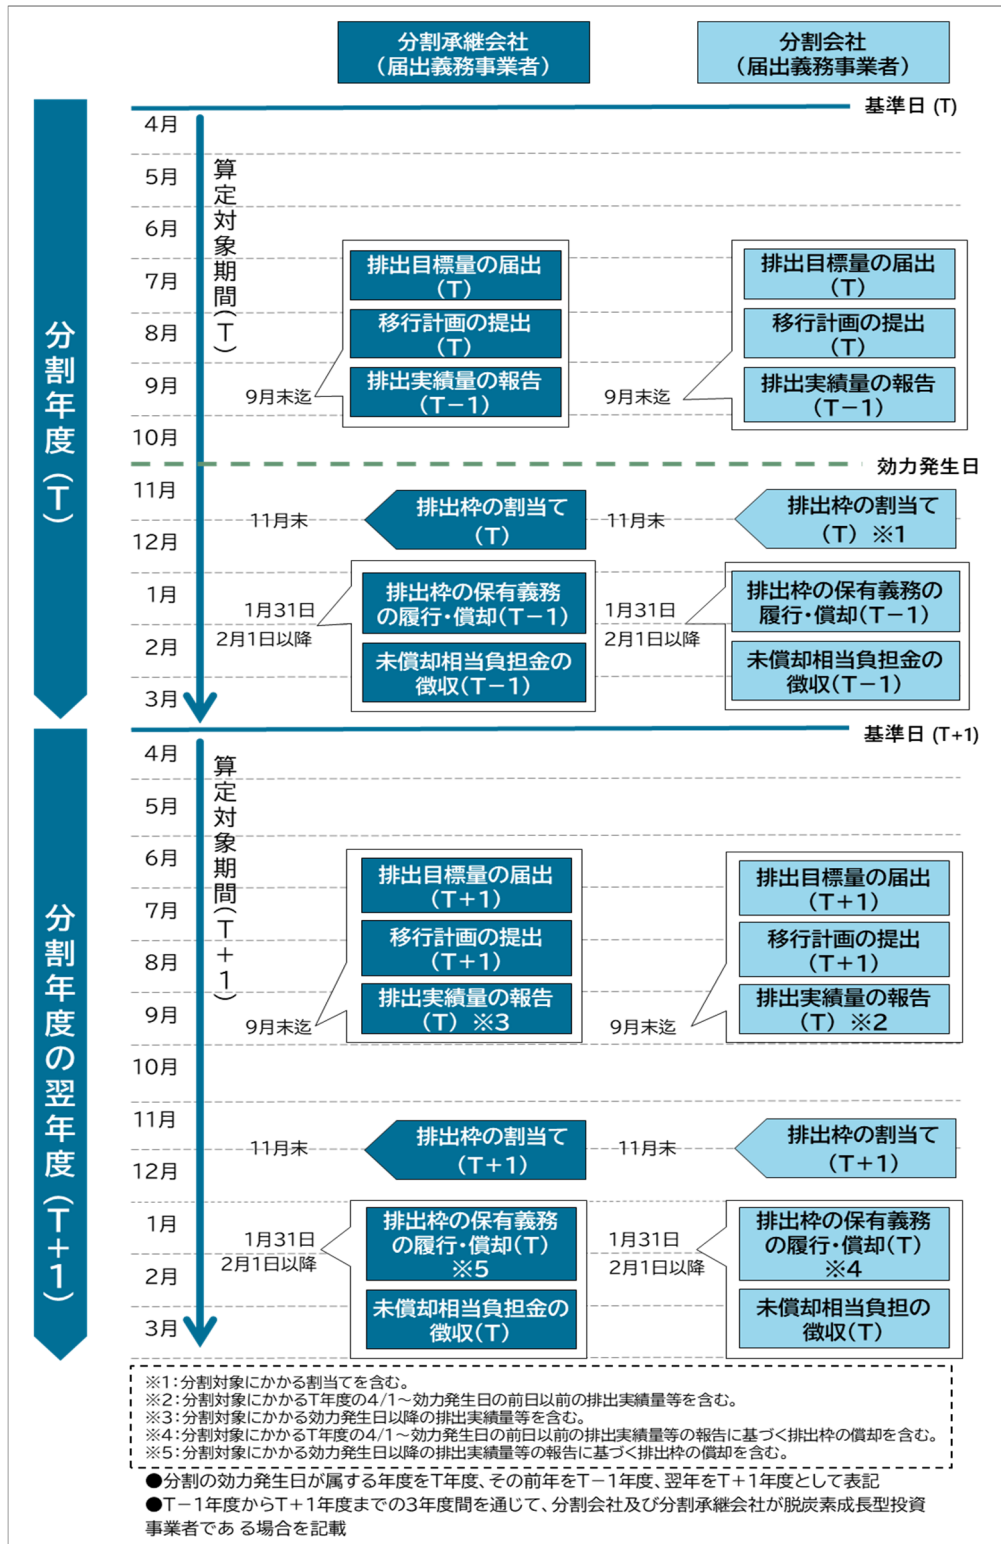 分割承継会社
（届出義務事業者）
分割会社
（届出義務事業者）
基準日 (T)
分割年度（T）
算定対象期間（T）
4月
5月
6月
7月
8月
9月
10月
11月
12月
1月
2月
3月
排出目標量の届出
（T）
移行計画の提出
（T）
排出実績量の報告
（T－1）
9月末迄
排出目標量の届出
（T）
移行計画の提出
（T）
排出実績量の報告
（T－1）
9月末迄
効力発生日
11月末
排出枠の割当て
（T）
11月末
排出枠の割当て
（T） ※1
1月31日
2月1日以降
排出枠の保有義務
の履行・償却（T－1）
未償却相当負担金の
徴収（T－1）
1月31日
2月1日以降
排出枠の保有義務の
履行・償却（T－1）
未償却相当負担金の
徴収（T－1）
基準日 (T+1)
分割年度の翌年度（T＋1）
算定対象期間（T＋1）
4月
5月
6月
7月
8月
9月
10月
11月
12月
1月
2月
3月
排出目標量の届出
（T+1）
移行計画の提出
（T+1）
排出実績量の報告
（T） ※3
9月末迄
排出目標量の届出
（T+1）
移行計画の提出
（T+1）
排出実績量の報告
（T） ※2
9月末迄
11月末
排出枠の割当て
（T+1）
11月末
排出枠の割当て
（T+1）
1月31日
2月1日以降
排出枠の保有義務
の履行・償却（T）
※5
未償却相当負担金の
徴収（T）
1月31日
2月1日以降
排出枠の保有義務
の履行・償却（T）
※4
未償却相当負担の
徴収（T）
※1：分割対象にかかる割当てを含む。
※2：分割対象にかかるT年度の4/1～効力発生日の前日以前の排出実績量等を含む。
※3：分割対象にかかる効力発生日以降の排出実績量等を含む。
※4：分割対象にかかるT年度の4/1～効力発生日の前日以前の排出実績量等の報告に基づく排出枠の償却を含む。
※5：分割対象にかかる効力発生日以降の排出実績量等の報告に基づく排出枠の償却を含む。
●分割の効力発生日が属する年度をT年度、その前年をT－1年度、翌年をT＋1年度として表記
●T－1年度からT＋1年度までの3年度間を通じて、分割会社及び分割承継会社が脱炭素成長型投資
事業者であ る場合を記載